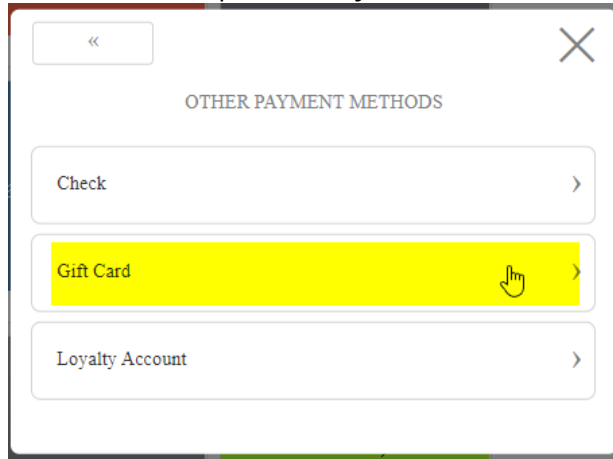 «
OTHER PAYMENT METHODS
Check
Gift Card
Loyalty Account